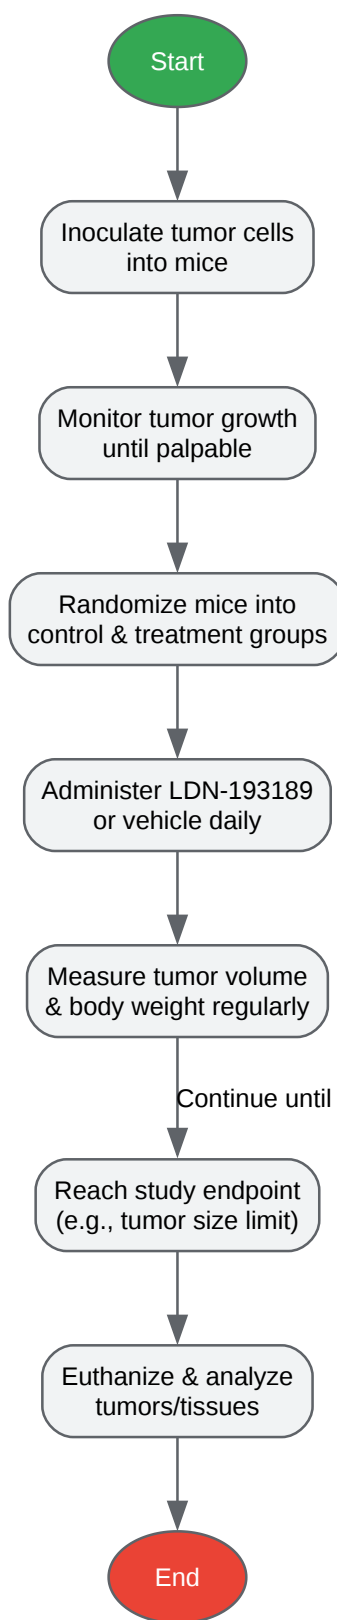 Start
Inoculate tumor cells
into mice
Monitor tumor growth
until palpable
Randomize mice into
control & treatment groups
Administer LDN-193189
or vehicle daily
Measure tumor volume
& body weight regularly
Continue until
Reach study endpoint
(e.g., tumor size limit)
Euthanize & analyze
tumors/tissues
End